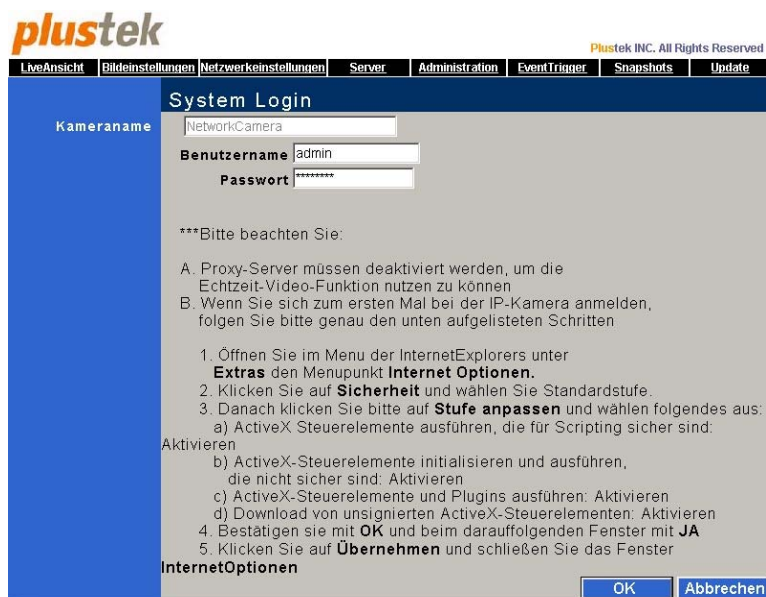 plustek
Plustek INC. All Rights Reserved
LiveAnsicht Bildeinstellungen Netzwerkeinstellungen Server Administration EventTrigger Snapshots Update
System Login
Kameraname NetworkCamera
Benutzername admin
Passwort ********
***Bitte beachten Sie:
A. Proxy-Server müssen deaktiviert werden, um die
Echtzeit-Video-Funktion nutzen zu können
B. Wenn Sie sich zum ersten Mal bei der IP-Kamera anmelden,
folgen Sie bitte genau den unten aufgelisteten Schritten
1. Öffnen Sie im Menu der InternetExplorers unter
Extras den Menupunkt Internet Optionen.
2. Klicken Sie auf Sicherheit und wählen Sie Standardstufe.
3. Danach klicken Sie bitte auf Stufe anpassen und wählen folgendes aus:
a) ActiveX Steuerelemente ausführen, die für Scripting sicher sind:
Aktivieren
b) ActiveX-Steuerelemente initialisieren und ausführen,
die nicht sicher sind: Aktivieren
c) ActiveX-Steuerelemente und Plugins ausführen: Aktivieren
d) Download von unsignierten ActiveX-Steuerelementen: Aktivieren
4. Bestätigen sie mit OK und beim darauffolgenden Fenster mit JA
5. Klicken Sie auf Übernehmen und schließen Sie das Fenster
InternetOptionen
OK Abbrechen